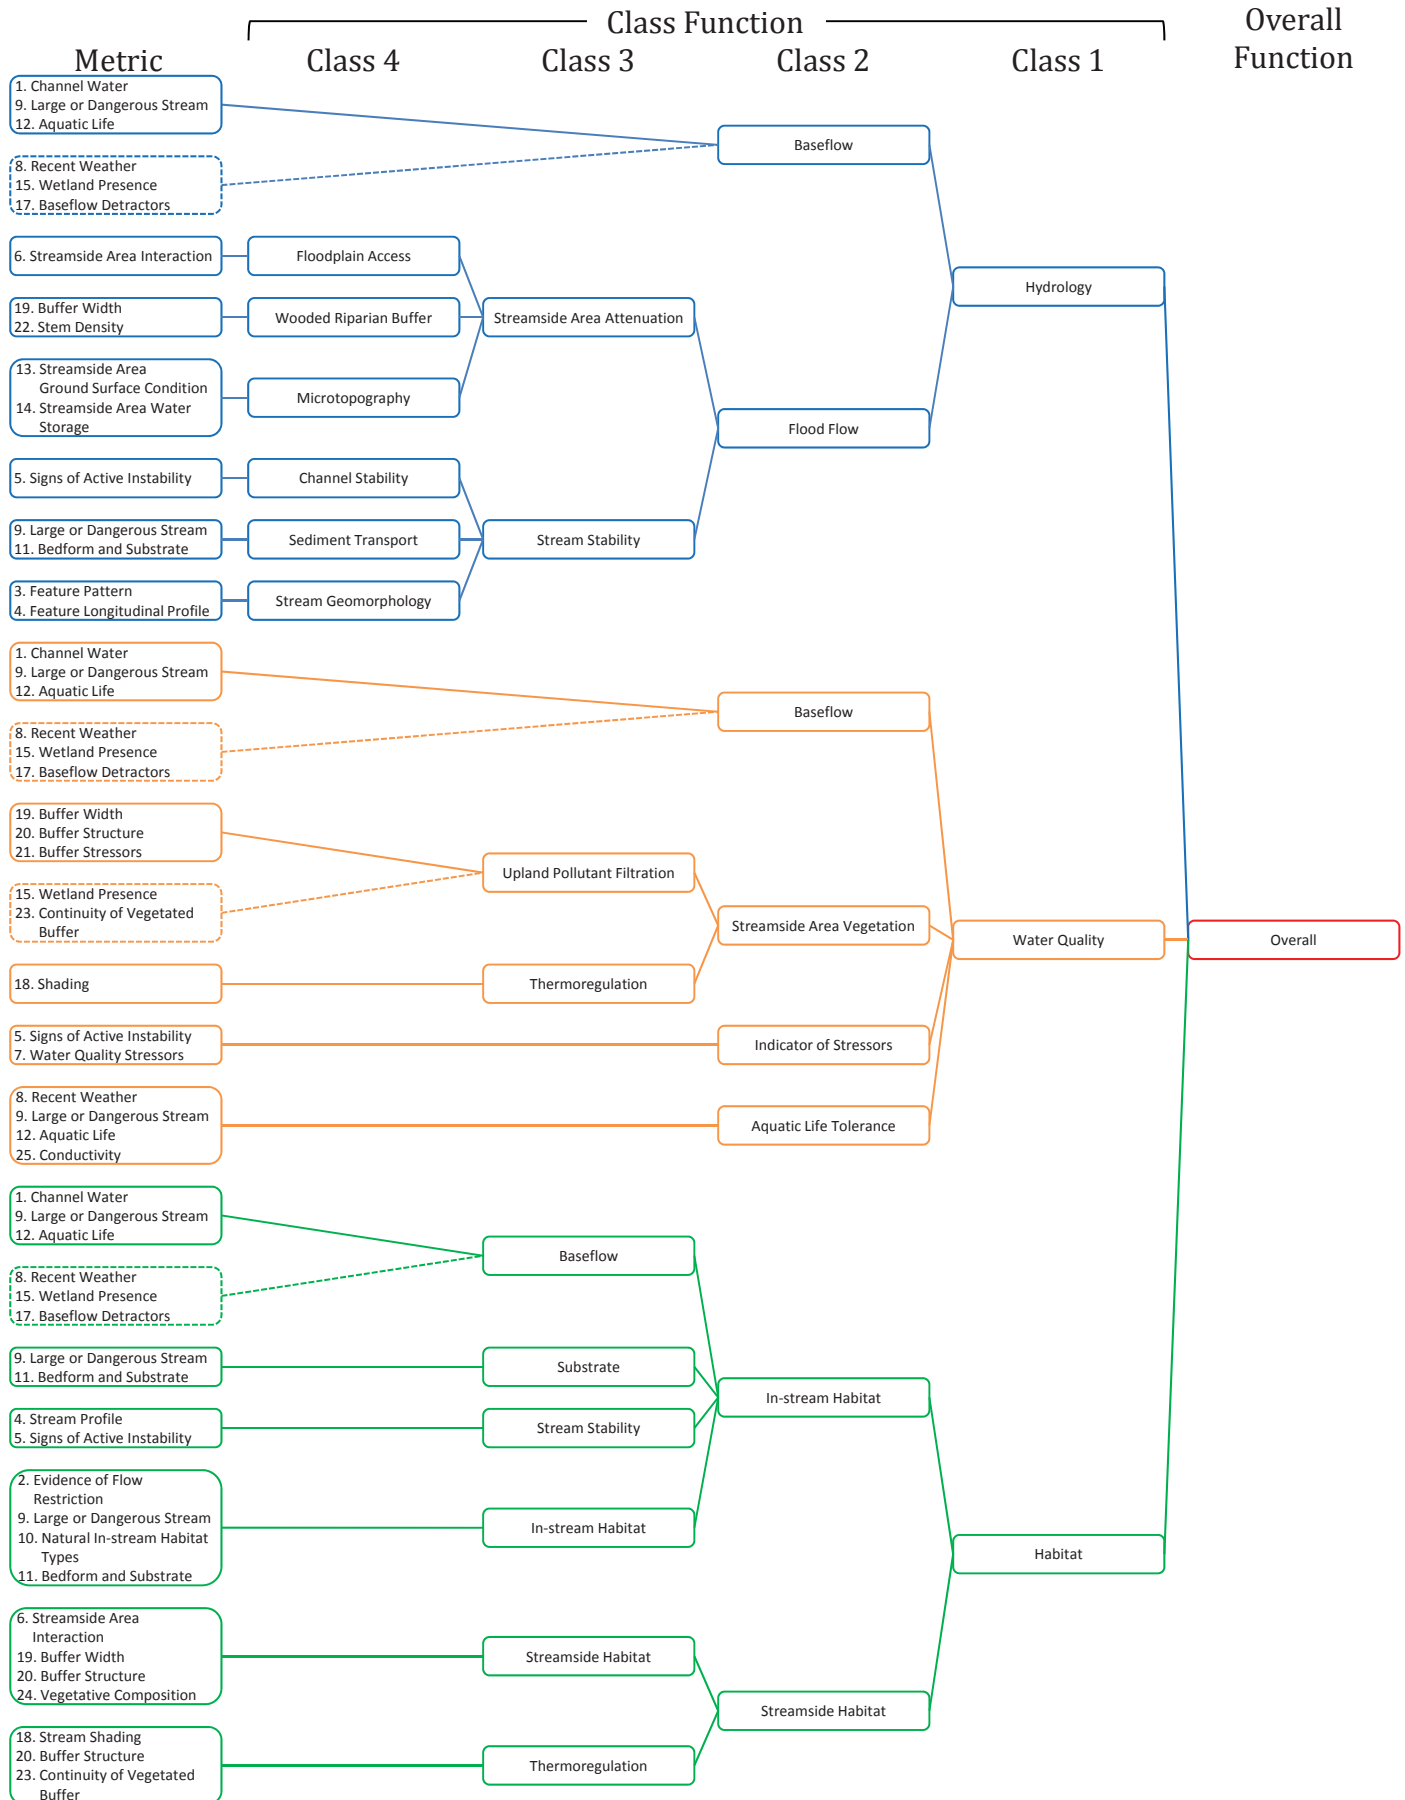 Class Function
Overall
Function
Metric
Class 4
Class 3
Class 2
Class 1
1. Channel Water
9. Large or Dangerous Stream
12. Aquatic Life
Baseflow
8. Recent Weather
15. Wetland Presence
17. Baseflow Detractors
6. Streamside Area Interaction
Floodplain Access
Hydrology
19. Buffer Width
22. Stem Density
Wooded Riparian Buffer
Streamside Area Attenuation
13. Streamside Area
Ground Surface Condition
14. Streamside Area Water
Storage
Microtopography
Flood Flow
5. Signs of Active Instability
Channel Stability
9. Large or Dangerous Stream
11. Bedform and Substrate
Sediment Transport
Stream Stability
3. Feature Pattern
4. Feature Longitudinal Profile
Stream Geomorphology
1. Channel Water
9. Large or Dangerous Stream
12. Aquatic Life
Baseflow
8. Recent Weather
15. Wetland Presence
17. Baseflow Detractors
19. Buffer Width
20. Buffer Structure
21. Buffer Stressors
Upland Pollutant Filtration
15. Wetland Presence
23. Continuity of Vegetated
Buffer
Streamside Area Vegetation
Water Quality
Overall
18. Shading
Thermoregulation
5. Signs of Active Instability
7. Water Quality Stressors
Indicator of Stressors
8. Recent Weather
9. Large or Dangerous Stream
12. Aquatic Life
25. Conductivity
Aquatic Life Tolerance
1. Channel Water
9. Large or Dangerous Stream
12. Aquatic Life
Baseflow
8. Recent Weather
15. Wetland Presence
17. Baseflow Detractors
9. Large or Dangerous Stream
11. Bedform and Substrate
Substrate
In-stream Habitat
4. Stream Profile
5. Signs of Active Instability
Stream Stability
2. Evidence of Flow
Restriction
9. Large or Dangerous Stream
10. Natural In-stream Habitat
Types
11. Bedform and Substrate
In-stream Habitat
Habitat
6. Streamside Area
Interaction
19. Buffer Width
20. Buffer Structure
24. Vegetative Composition
Streamside Habitat
Streamside Habitat
18. Stream Shading
20. Buffer Structure
23. Continuity of Vegetated
Buffer
Thermoregulation